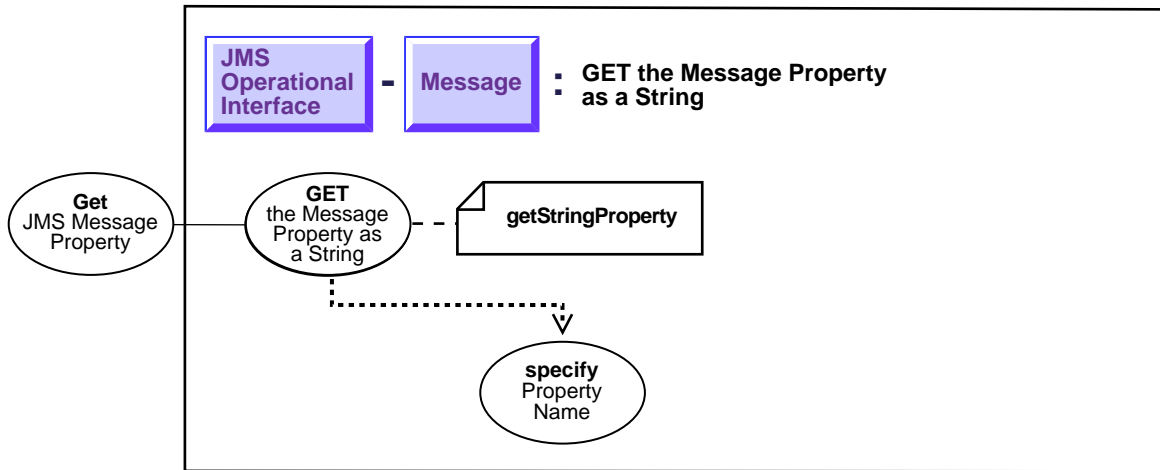 JMS
Operational
Interface
-
Message
:
GET the Message Property
as a String
Get
JMS Message
Property
GET
the Message
Property as
a String
getStringProperty
specify
Property
Name